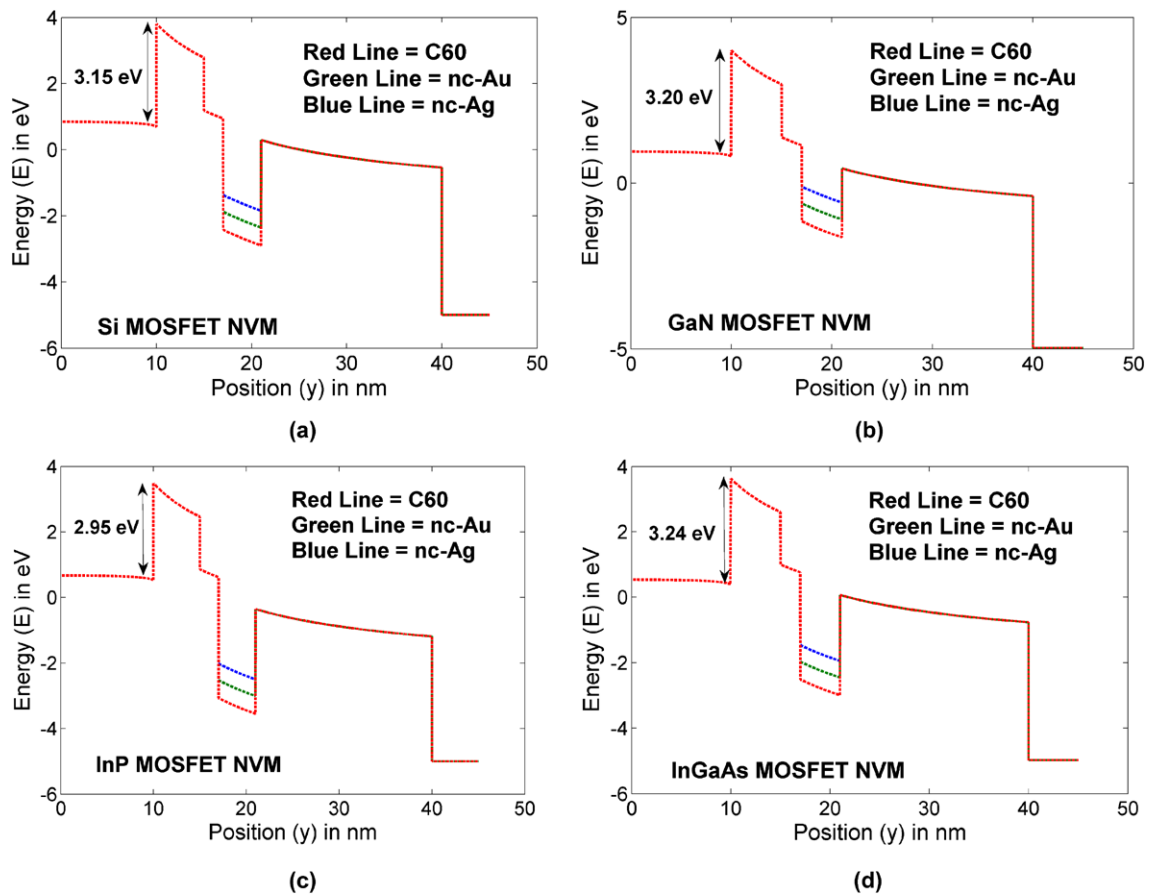 4
2
0
-2
-4
-6
Energy (E) in eV
3.15 eV
Red Line = C60
Green Line = nc-Au
Blue Line = nc-Ag
Si MOSFET NVM
0 10 20 30 40 50
Position (y) in nm
(a)
5
0
-5
Energy (E) in eV
3.20 eV
Red Line = C60
Green Line = nc-Au
Blue Line = nc-Ag
GaN MOSFET NVM
0 10 20 30 40 50
Position (y) in nm
(b)
4
2
0
-2
-4
-6
Energy (E) in eV
2.95 eV
Red Line = C60
Green Line = nc-Au
Blue Line = nc-Ag
InP MOSFET NVM
0 10 20 30 40 50
Position (y) in nm
(c)
4
2
0
-2
-4
-6
Energy (E) in eV
3.24 eV
Red Line = C60
Green Line = nc-Au
Blue Line = nc-Ag
InGaAs MOSFET NVM
0 10 20 30 40 50
Position (y) in nm
(d)